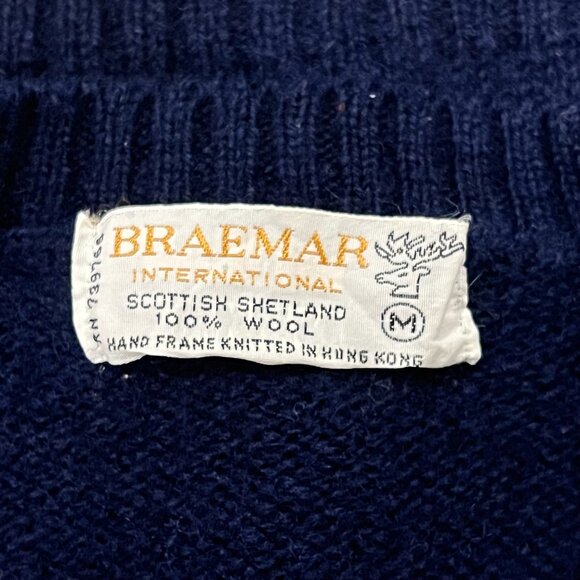 BRAEMAR
INTERNATIONAL
SCOTTISH SHETLAND
100% WOOL
HAND FRAME KNITTED IN HONG KONG
M